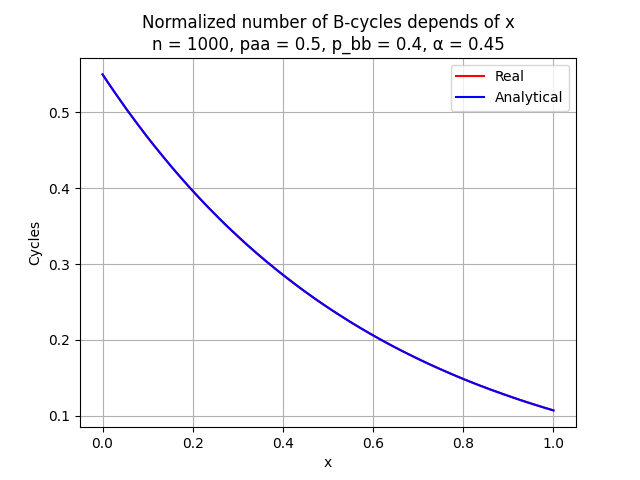 Normalized number of B-cycles depends of x
n = 1000, paa = 0.5, p_bb = 0.4, α = 0.45
Real
Analytical
0.5
0.4
0.3
0.2
0.1
Cycles
0.0 0.2 0.4 0.6 0.8 1.0
x